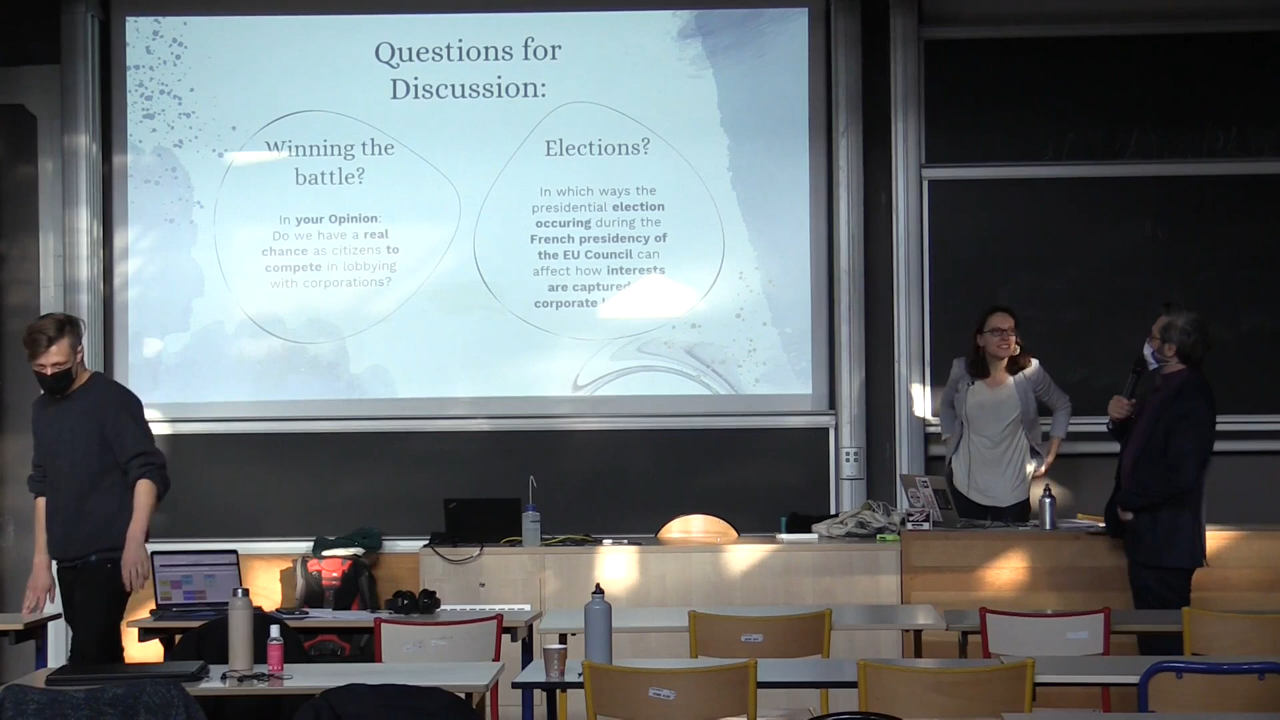 Questions for
Discussion:
Winning the
battle?
In your Opinion:
Do we have a real
chance as citizens to
compete in lobbying
with corporations?
Elections?
In which ways the
presidential election
occuring during the
French presidency of
the EU Council can
affect how interests
are captured
corporate